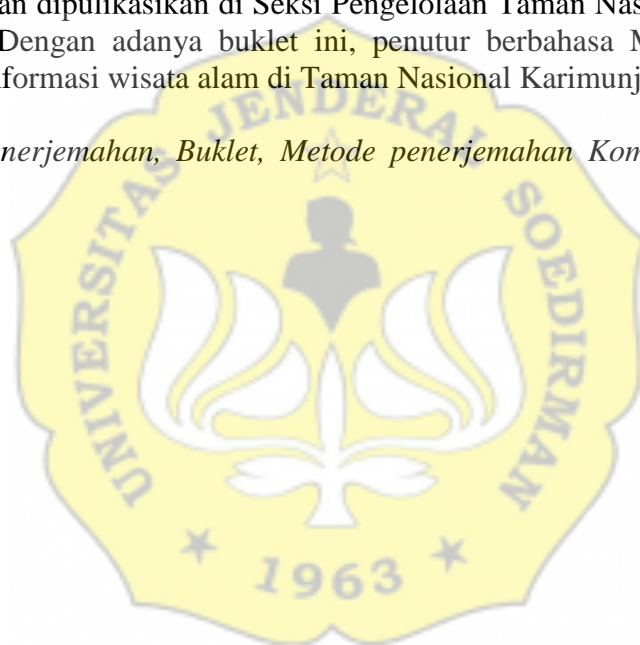 an dipulikasikan di Seksi Pengelolaan Taman Nas
Dengan adanya buklet ini, penutur berbahasa M
formasi wisata alam di Taman Nasional Karimunj
nerjemahan, Buklet, Metode penerjemahan Kom
UNIVERSITAS JENDERAL SOEDIRMAN
1963